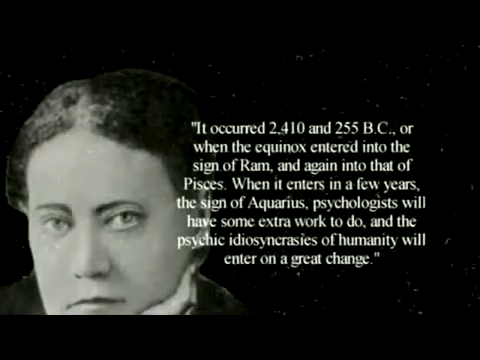 "It occurred 2,410 and 255 B.C., or
when the equinox entered into the
sign of Ram, and again into that of
Pisces. When it enters in a few years,
the sign of Aquarius, psychologists will
have some extra work to do, and the
psychic idiosyncrasies of humanity will
enter on a great change."